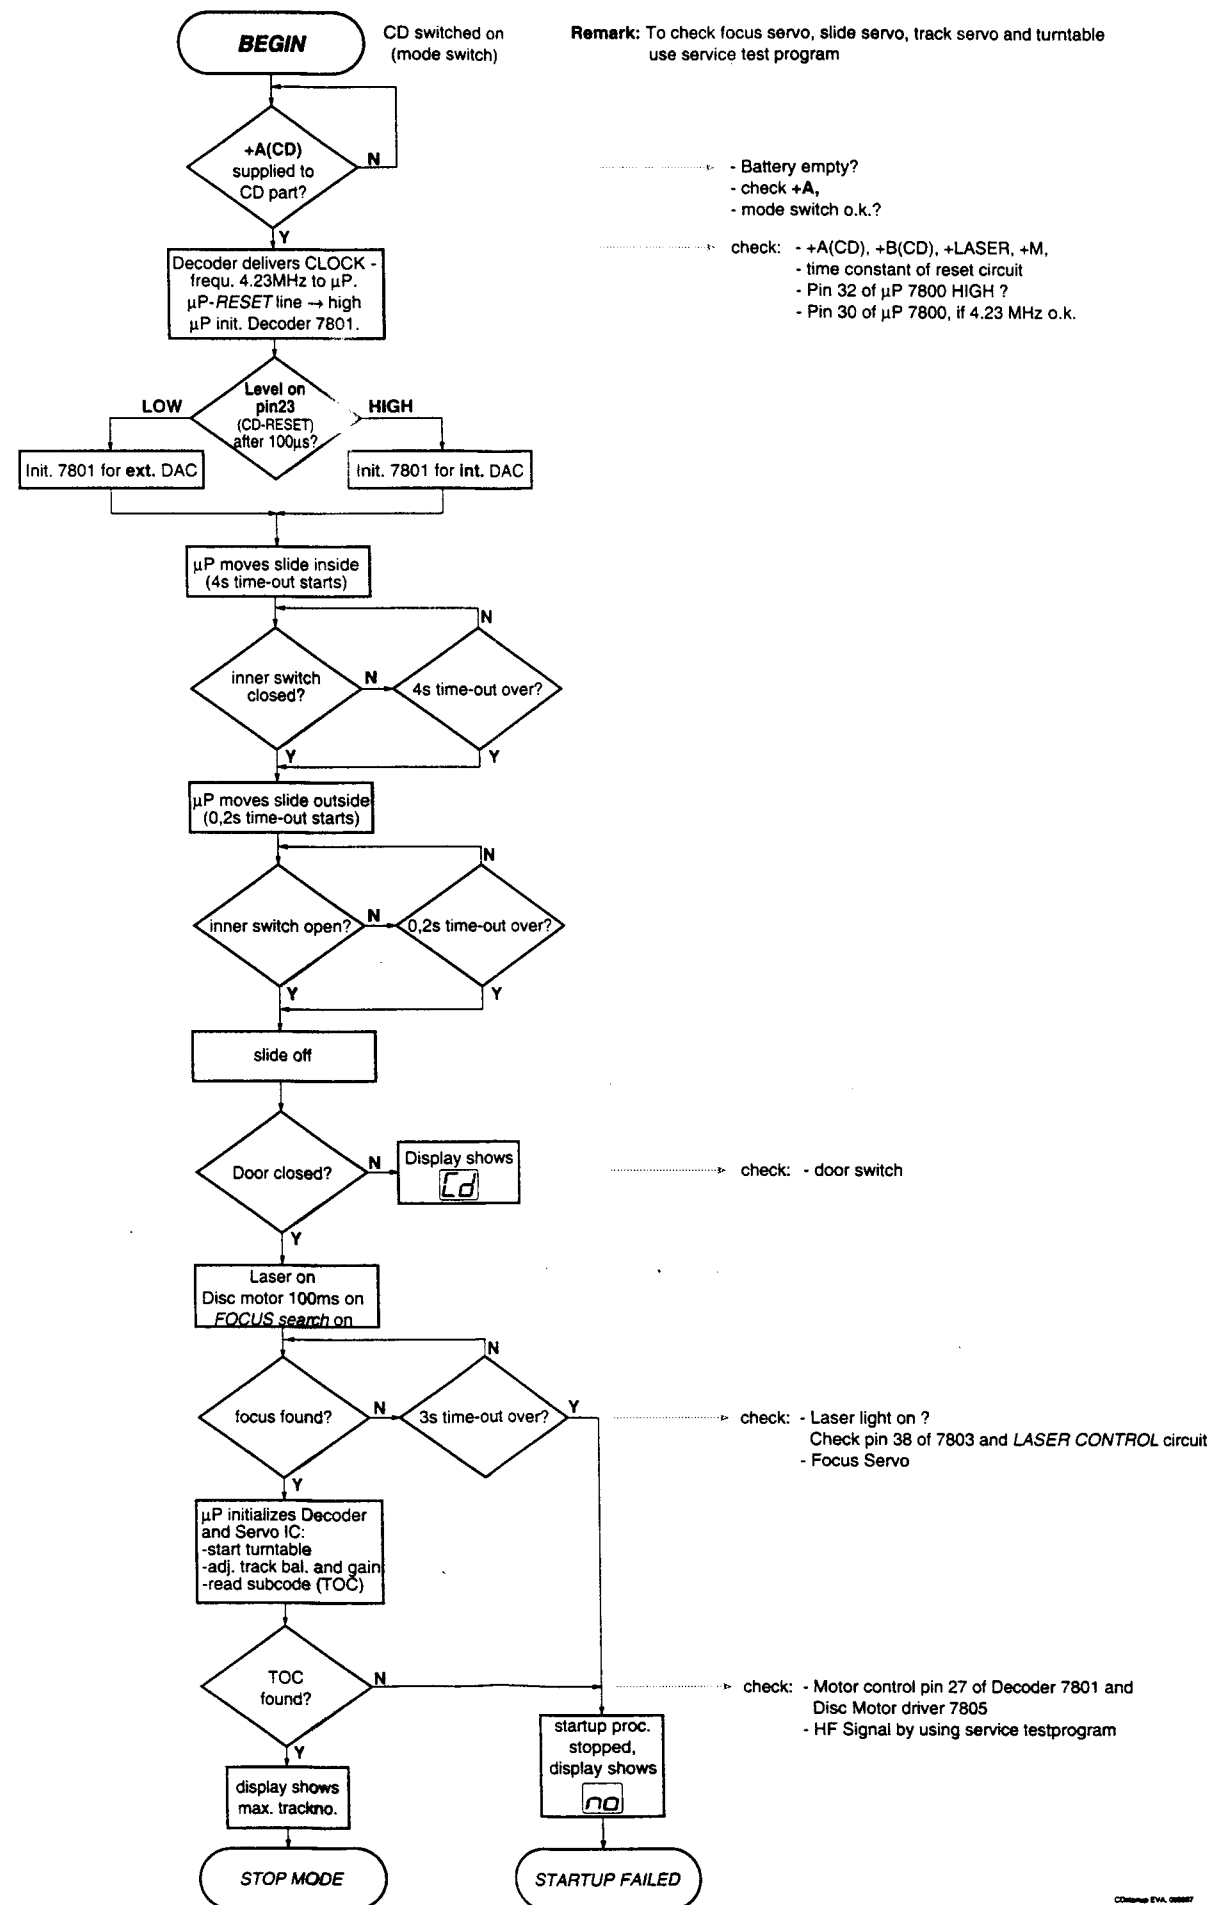 BEGIN
CD switched on
(mode switch)
Remark: To check focus servo, slide servo, track servo and turntable
use service test program
+A(CD)
supplied to
CD part?
N
Y
- Battery empty?
- check +A,
- mode switch o.k.?
Decoder delivers CLOCK -
frequ. 4.23MHz to µP.
µP-RESET line → high
µP init. Decoder 7801.
check: - +A(CD), +B(CD), +LASER, +M,
- time constant of reset circuit
- Pin 32 of µP 7800 HIGH ?
- Pin 30 of µP 7800, if 4.23 MHz o.k.
Level on
pin23
(CD-RESET)
after 100µs?
LOW
HIGH
Init. 7801 for ext. DAC
Init. 7801 for int. DAC
µP moves slide inside
(4s time-out starts)
N
inner switch
closed?
N
4s time-out over?
Y
Y
µP moves slide outside
(0,2s time-out starts)
N
inner switch open?
N
0,2s time-out over?
Y
Y
slide off
Door closed?
N
Display shows
Cd
check: - door switch
Y
Laser on
Disc motor 100ms on
FOCUS search on
N
focus found?
N
3s time-out over?
Y
check: - Laser light on ?
Check pin 38 of 7803 and LASER CONTROL circuit
- Focus Servo
Y
µP initializes Decoder
and Servo IC:
-start turntable
-adj. track bal. and gain
-read subcode (TOC)
TOC
found?
N
check: - Motor control pin 27 of Decoder 7801 and
Disc Motor driver 7805
- HF Signal by using service testprogram
Y
startup proc.
stopped,
display shows
no
display shows
max. trackno.
STOP MODE
STARTUP FAILED